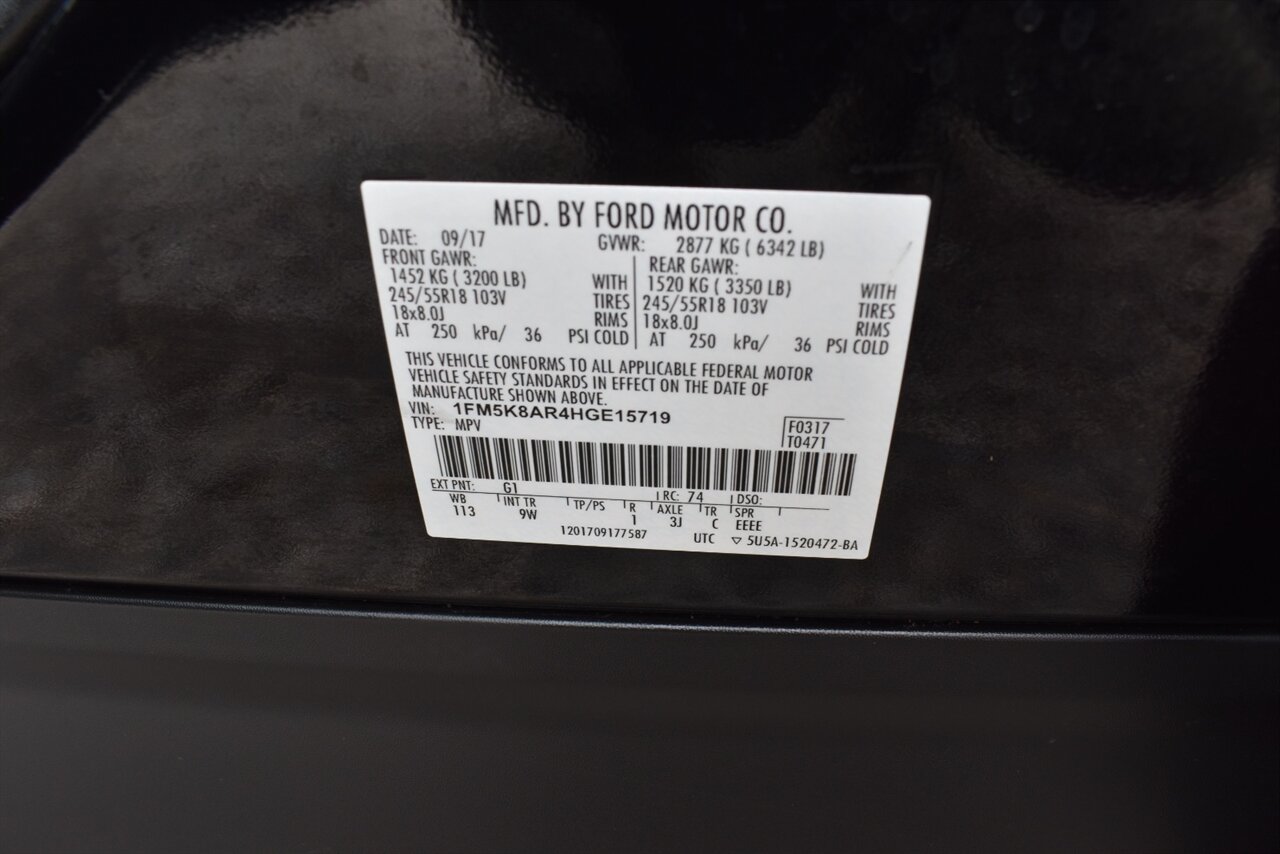 MFD. BY FORD MOTOR CO.
DATE: 09/17 GVWR: 2877 KG ( 6342 LB)
FRONT GAWR:
1452 KG ( 3200 LB) WITH
245/55R18 103V TIRES
18x8.0J RIMS
AT 250 kPa/ 36 PSI COLD
REAR GAWR:
1520 KG ( 3350 LB) WITH
245/55R18 103V TIRES
18x8.0J RIMS
AT 250 kPa/ 36 PSI COLD
THIS VEHICLE CONFORMS TO ALL APPLICABLE FEDERAL MOTOR
VEHICLE SAFETY STANDARDS IN EFFECT ON THE DATE OF
MANUFACTURE SHOWN ABOVE.
VIN: 1FM5K8AR4HGE15719
TYPE: MPV
F0317
T0471
EXT PNT: G1 RC: 74 DSO:
WB INT TR TP/PS R AXLE TR SPR
113 9W 1 3J C EEEE
1201709177587
UTC ▽ 5U5A-1520472-BA